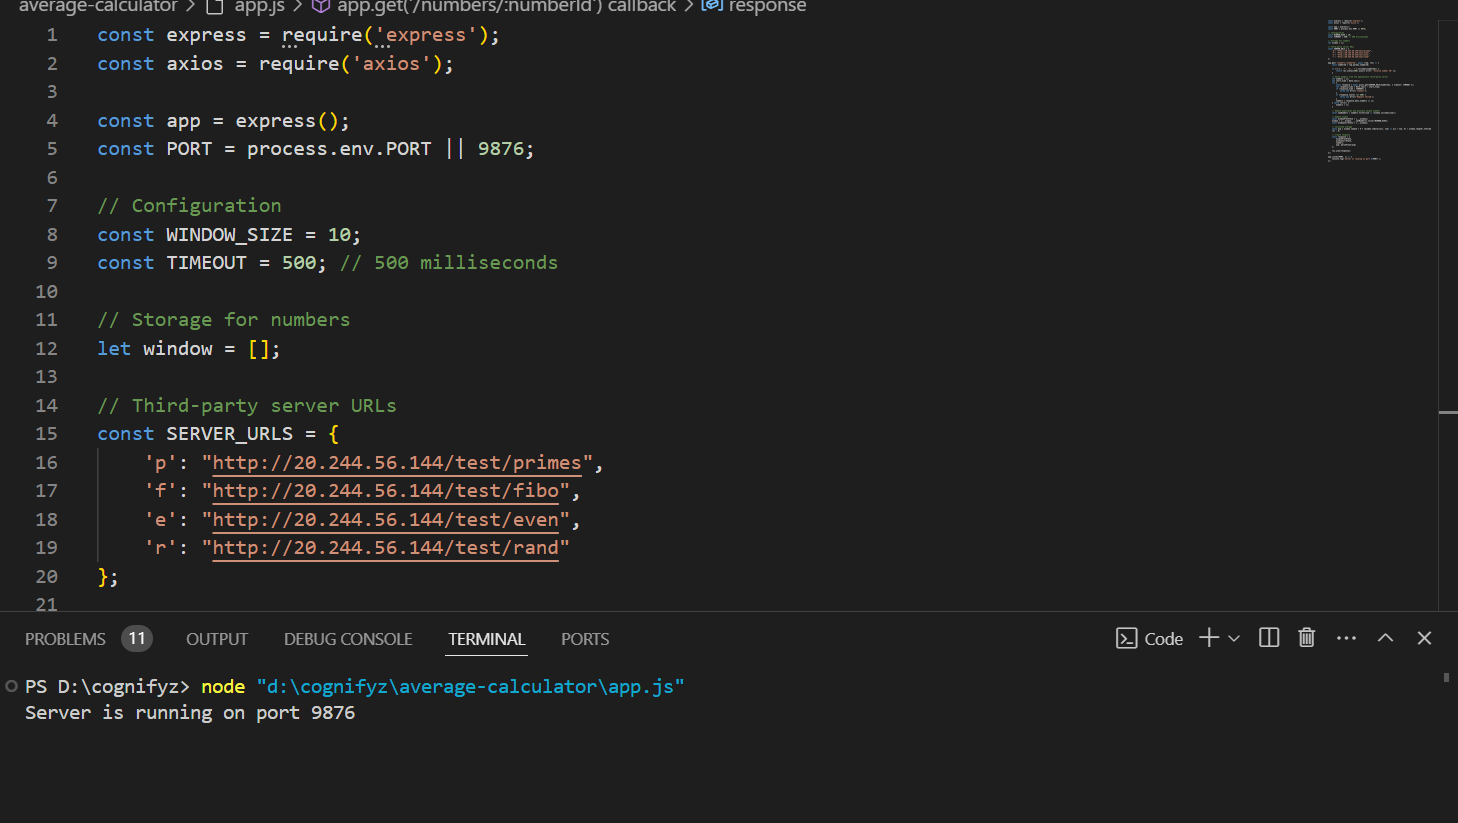 average-calculator > app.js > app.get('/numbers/:numberId') callback > response
1 const express = require('express');
2 const axios = require('axios');
3
4 const app = express();
5 const PORT = process.env.PORT || 9876;
6
7 // Configuration
8 const WINDOW_SIZE = 10;
9 const TIMEOUT = 500; // 500 milliseconds
10
11 // Storage for numbers
12 let window = [];
13
14 // Third-party server URLs
15 const SERVER_URLS = {
16 'p': "http://20.244.56.144/test/primes",
17 'f': "http://20.244.56.144/test/fibo",
18 'e': "http://20.244.56.144/test/even",
19 'r': "http://20.244.56.144/test/rand"
20 };
21
PROBLEMS 11 OUTPUT DEBUG CONSOLE TERMINAL PORTS Code
PS D:\cognifyz> node "d:\cognifyz\average-calculator\app.js"
Server is running on port 9876